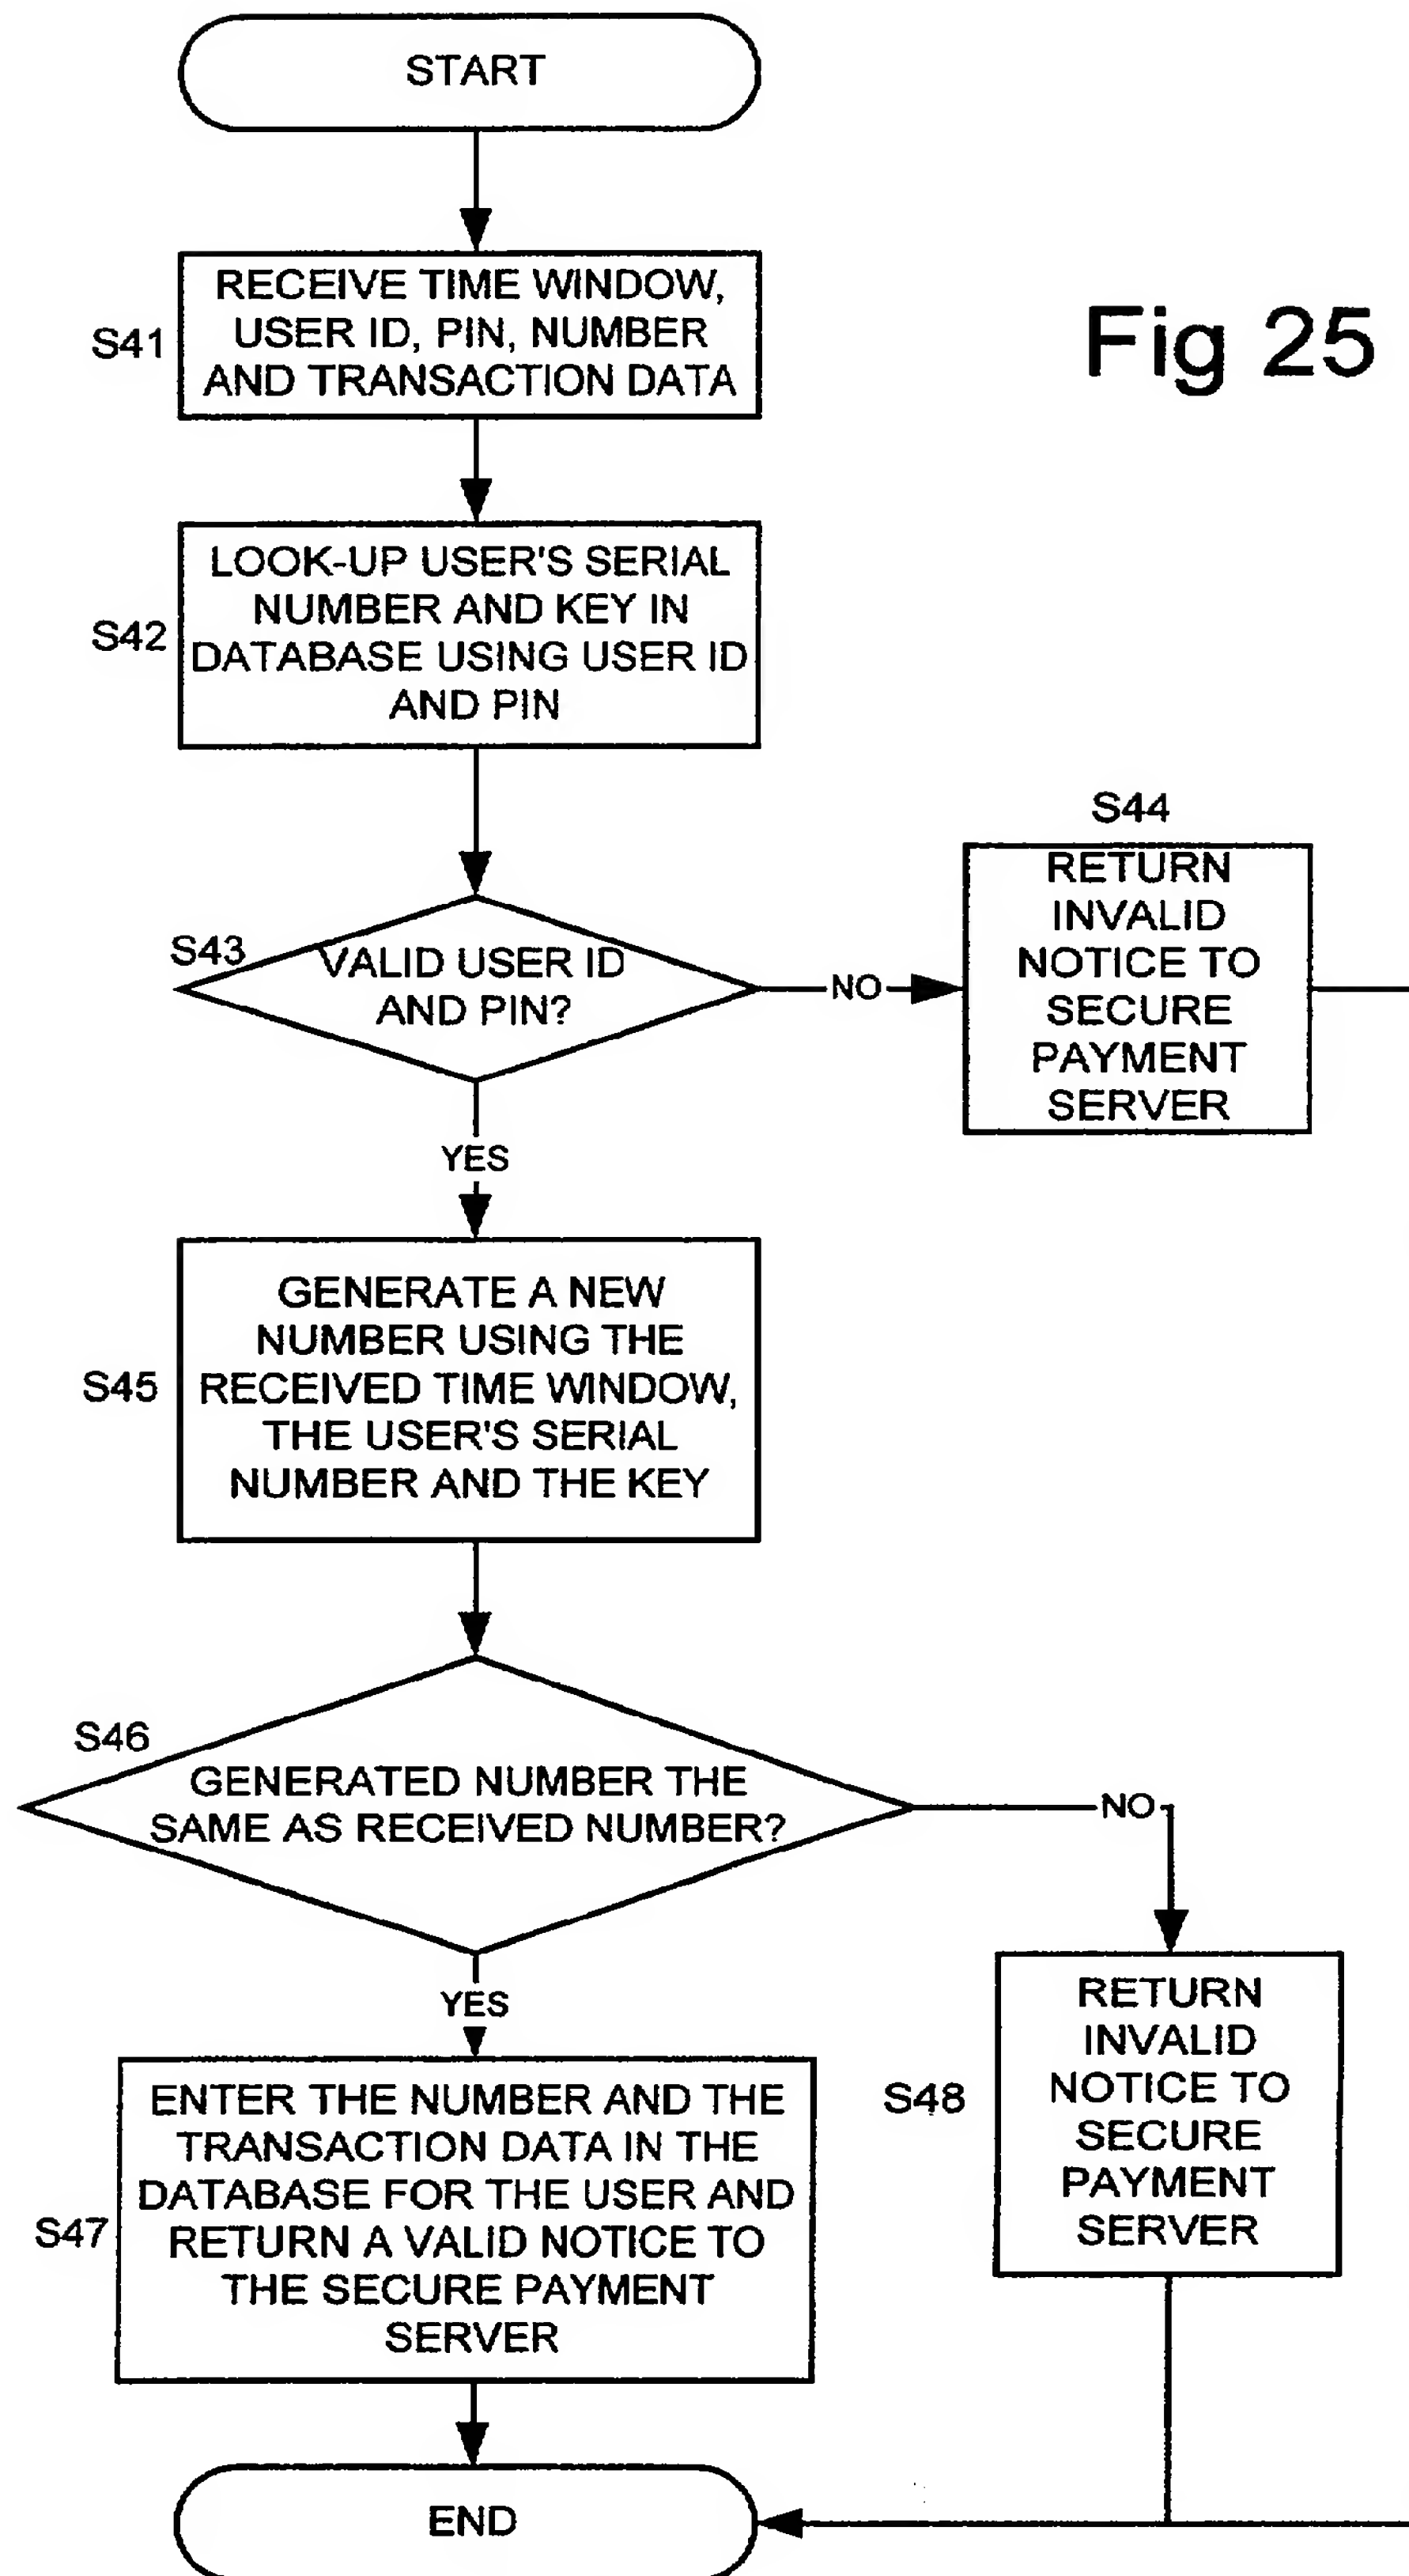 START
Fig 25
S41
RECEIVE TIME WINDOW,
USER ID, PIN, NUMBER
AND TRANSACTION DATA
S42
LOOK-UP USER'S SERIAL
NUMBER AND KEY IN
DATABASE USING USER ID
AND PIN
S43
VALID USER ID
AND PIN?
NO
S44
RETURN
INVALID
NOTICE TO
SECURE
PAYMENT
SERVER
YES
S45
GENERATE A NEW
NUMBER USING THE
RECEIVED TIME WINDOW,
THE USER'S SERIAL
NUMBER AND THE KEY
S46
GENERATED NUMBER THE
SAME AS RECEIVED NUMBER?
NO
YES
S47
ENTER THE NUMBER AND THE
TRANSACTION DATA IN THE
DATABASE FOR THE USER AND
RETURN A VALID NOTICE TO
THE SECURE PAYMENT
SERVER
S48
RETURN
INVALID
NOTICE TO
SECURE
PAYMENT
SERVER
END